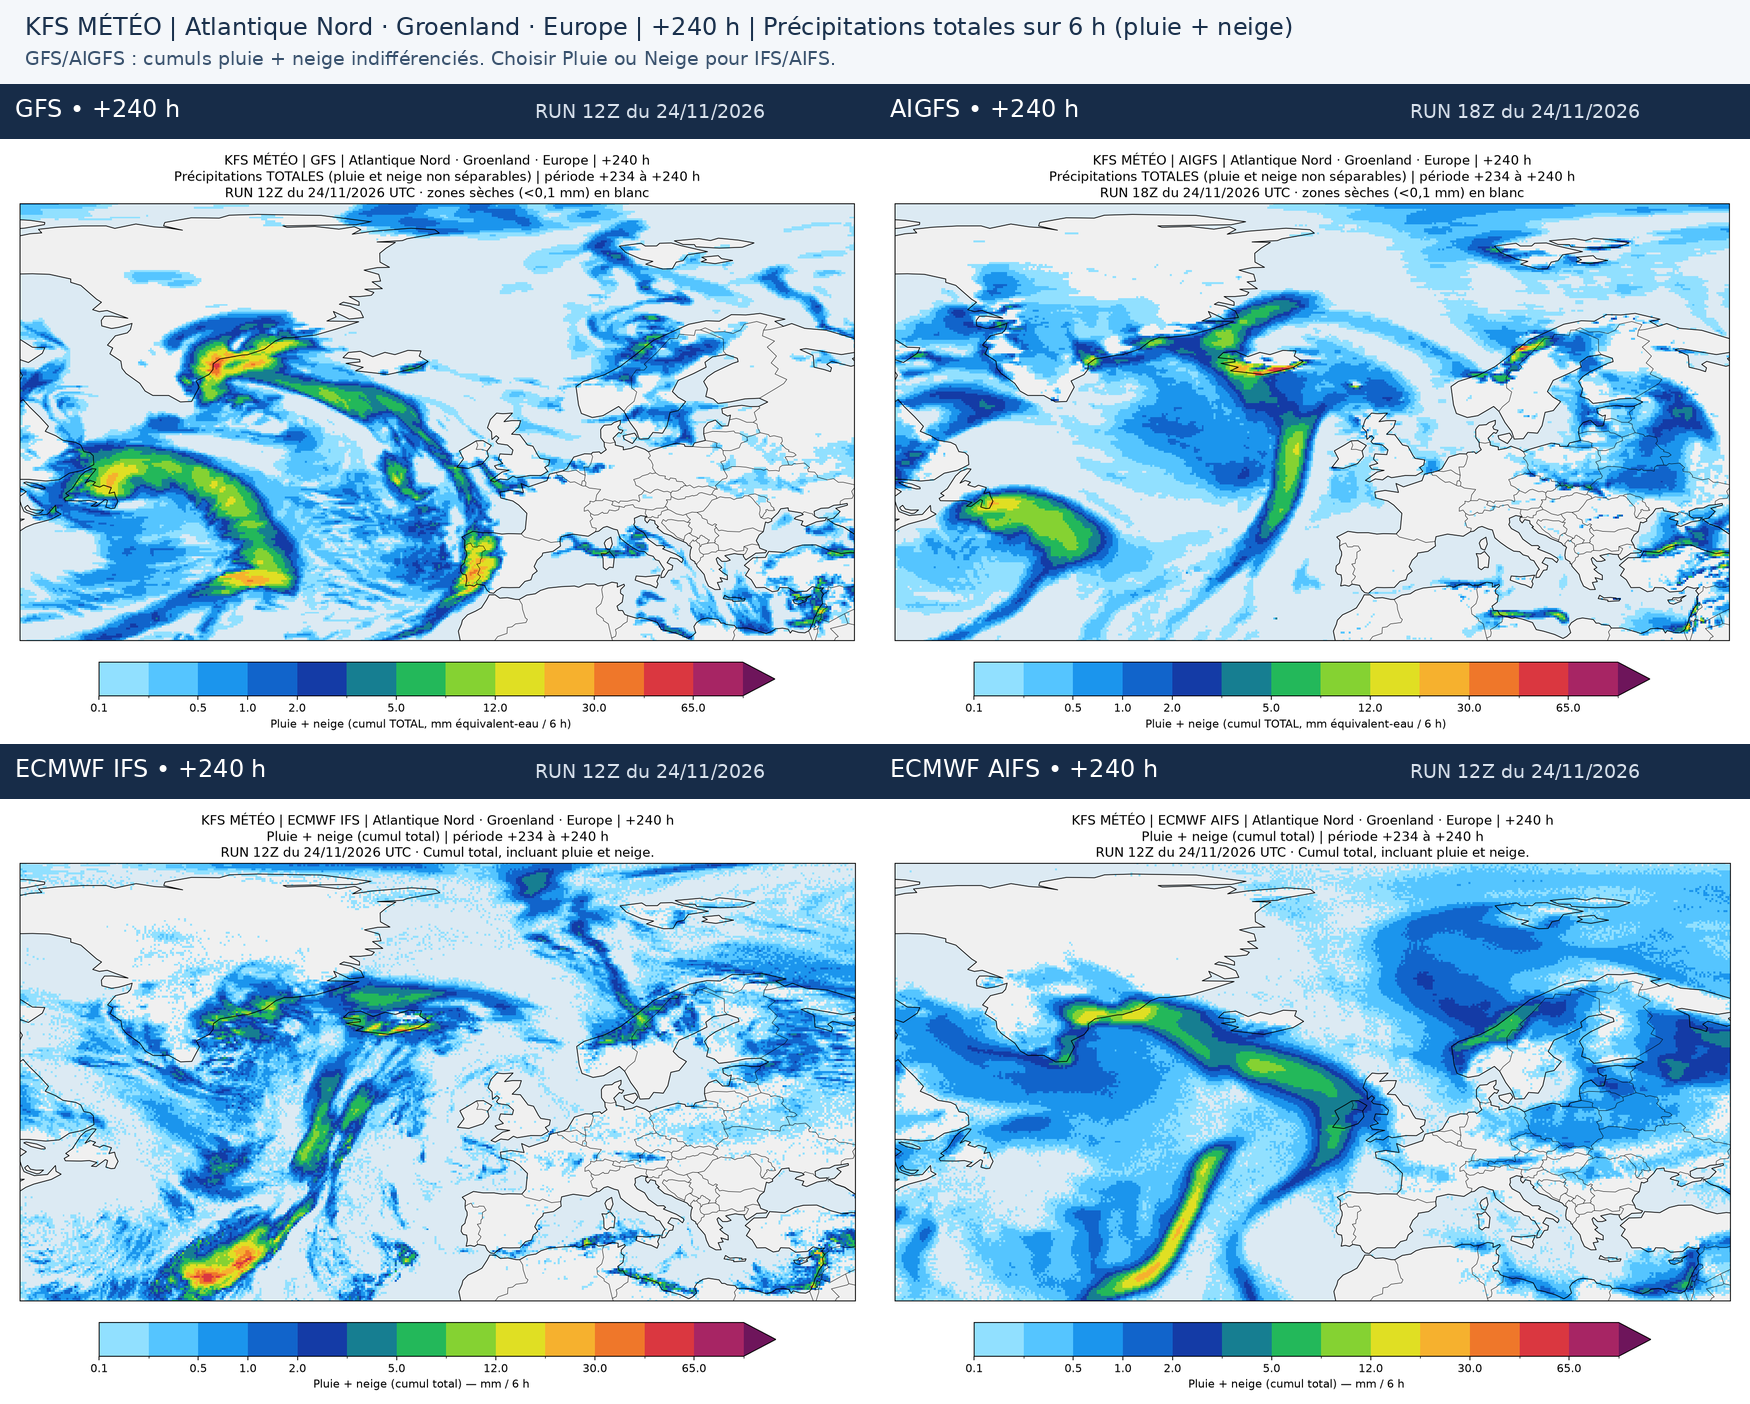 KFS MÉTÉO | Atlantique Nord · Groenland · Europe | +240 h | Précipitations totales sur 6 h (pluie + neige)
GFS/AIGFS : cumuls pluie + neige indifférenciés. Choisir Pluie ou Neige pour IFS/AIFS.
GFS • +240 h
RUN 12Z du 24/11/2026
AIGFS • +240 h
RUN 18Z du 24/11/2026
KFS MÉTÉO | GFS | Atlantique Nord · Groenland · Europe | +240 h
Précipitations TOTALES (pluie et neige non séparables) | période +234 à +240 h
RUN 12Z du 24/11/2026 UTC · zones sèches (<0,1 mm) en blanc
KFS MÉTÉO | AIGFS | Atlantique Nord · Groenland · Europe | +240 h
Précipitations TOTALES (pluie et neige non séparables) | période +234 à +240 h
RUN 18Z du 24/11/2026 UTC · zones sèches (<0,1 mm) en blanc
0.1 0.5 1.0 2.0 5.0 12.0 30.0 65.0
Pluie + neige (cumul TOTAL, mm équivalent-eau / 6 h)
0.1 0.5 1.0 2.0 5.0 12.0 30.0 65.0
Pluie + neige (cumul TOTAL, mm équivalent-eau / 6 h)
ECMWF IFS • +240 h
RUN 12Z du 24/11/2026
ECMWF AIFS • +240 h
RUN 12Z du 24/11/2026
KFS MÉTÉO | ECMWF IFS | Atlantique Nord · Groenland · Europe | +240 h
Pluie + neige (cumul total) | période +234 à +240 h
RUN 12Z du 24/11/2026 UTC · Cumul total, incluant pluie et neige.
KFS MÉTÉO | ECMWF AIFS | Atlantique Nord · Groenland · Europe | +240 h
Pluie + neige (cumul total) | période +234 à +240 h
RUN 12Z du 24/11/2026 UTC · Cumul total, incluant pluie et neige.
0.1 0.5 1.0 2.0 5.0 12.0 30.0 65.0
Pluie + neige (cumul total) — mm / 6 h
0.1 0.5 1.0 2.0 5.0 12.0 30.0 65.0
Pluie + neige (cumul total) — mm / 6 h